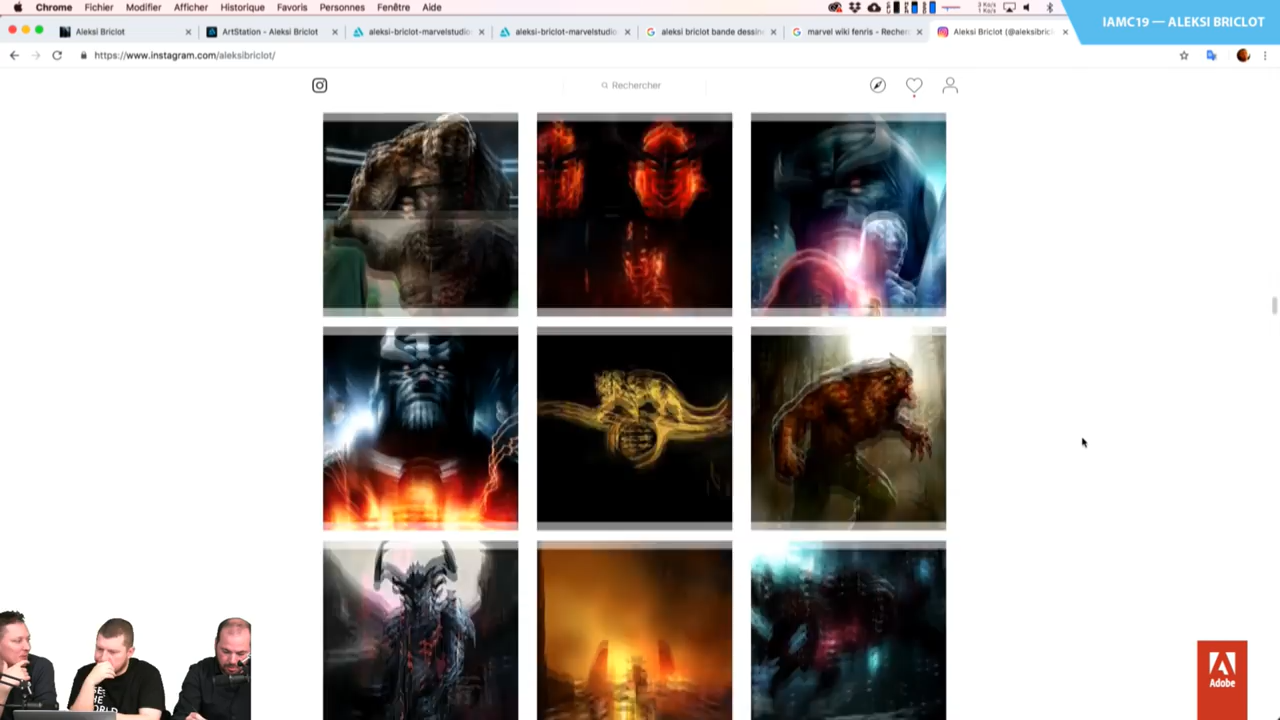 Chrome Fichier Modifier Afficher Historique Favoris Personnes Fenêtre Aide
IAMC19 — ALEKSI BRICLOT
Aleksi Briclot
ArtStation - Aleksi Briclot
aleksi-briclot-marvelstudio
aleksi-briclot-marvelstudio
aleksi briclot bande dessin
marvel wiki fenris - Recher
Aleksi Briclot (@aleksibric
https://www.instagram.com/aleksibriclot/
Rechercher
THE
Adobe